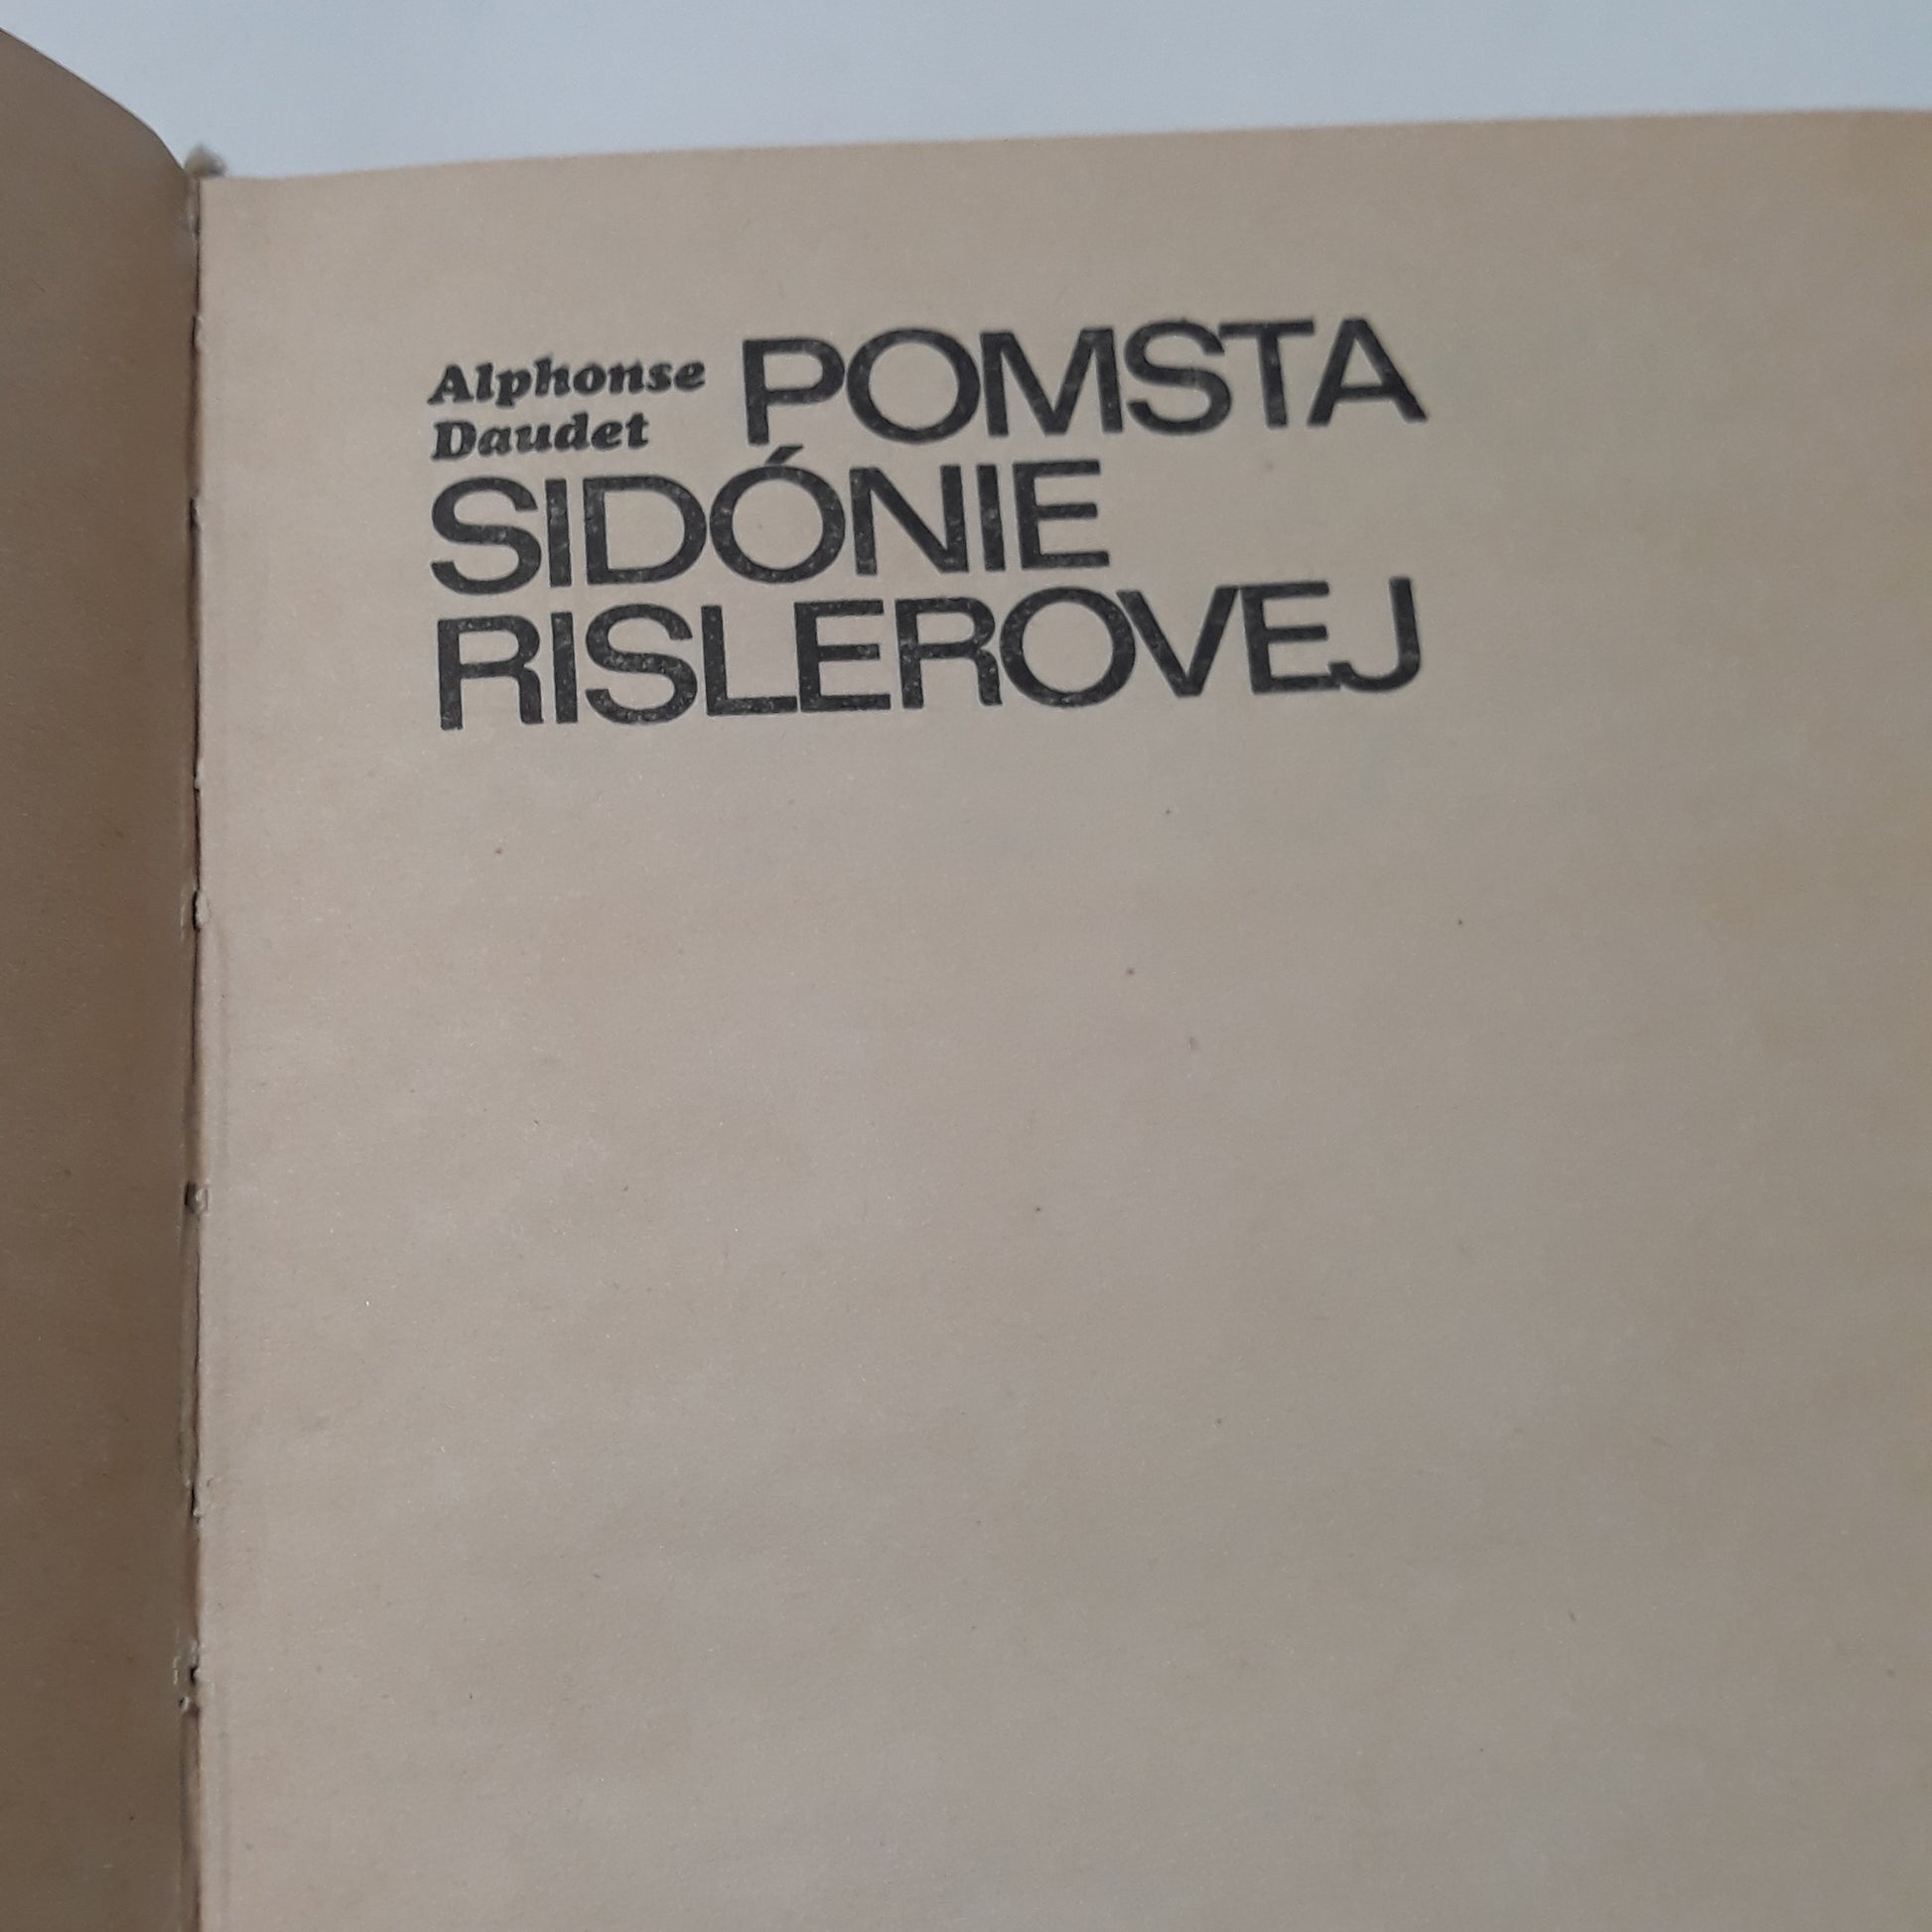 Alphonse
Daudet
POMSTA
SIDÓNIE
RISLEROVEJ